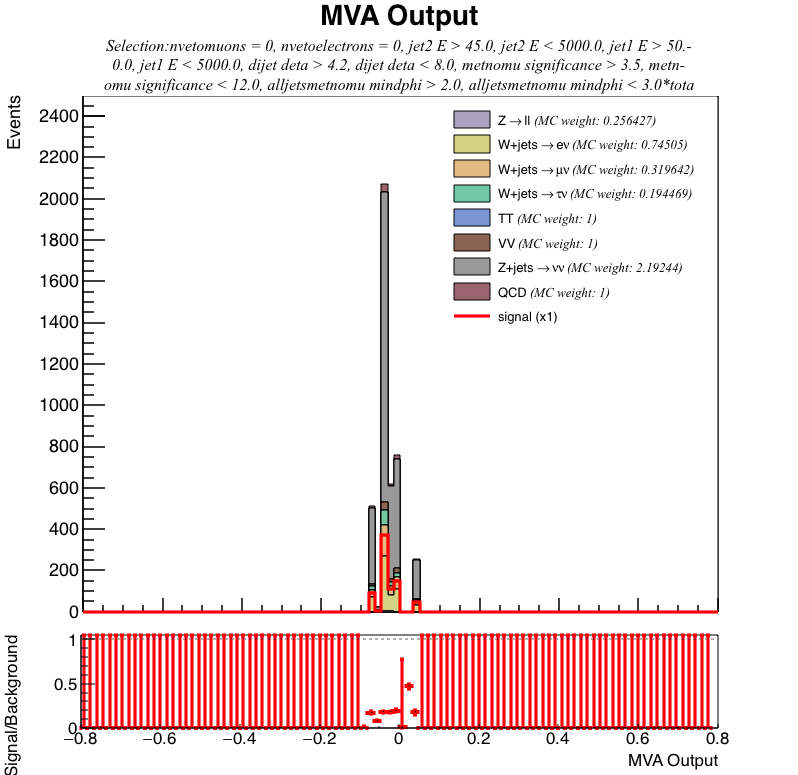 MVA Output
Selection:nvetomuons = 0, nvetoelectrons = 0, jet2 E > 45.0, jet2 E < 5000.0, jet1 E > 50.-
0.0, jet1 E < 5000.0, dijet deta > 4.2, dijet deta < 8.0, metnomu significance > 3.5, metn-
omu significance < 12.0, alljetsmetnomu mindphi > 2.0, alljetsmetnomu mindphi < 3.0*tota
Events
2400
2200
2000
1800
1600
1400
1200
1000
800
600
400
200
0
Z→ll (MC weight: 0.256427)
W+jets→eν (MC weight: 0.74505)
W+jets→μν (MC weight: 0.319642)
W+jets→τν (MC weight: 0.194469)
TT (MC weight: 1)
VV (MC weight: 1)
Z+jets→νν (MC weight: 2.19244)
QCD (MC weight: 1)
signal (x1)
Signal/Background
1
0.5
0
−0.8 −0.6 −0.4 −0.2 0 0.2 0.4 0.6 0.8
MVA Output